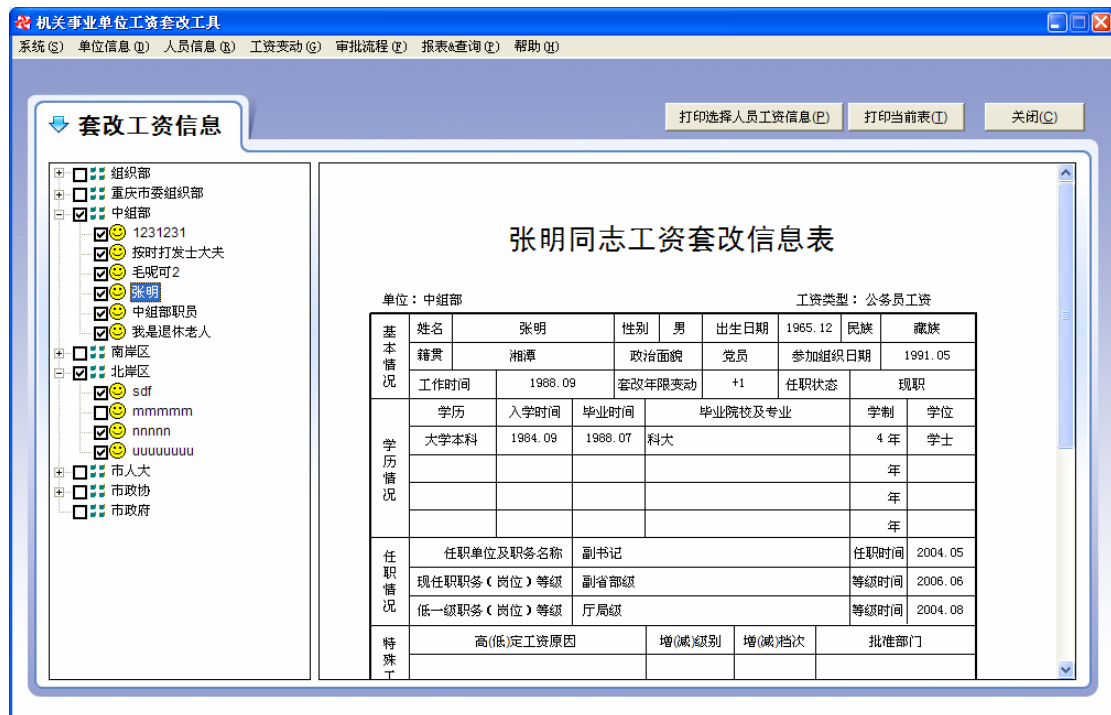 机关事业单位工资套改工具
系统(S) 单位信息(D) 人员信息(R) 工资变动(G) 审批流程(F) 报表&查询(P) 帮助(H)
套改工资信息
打印选择人员工资信息(P) 打印当前表(T) 关闭(C)
组织部
重庆市委组织部
中组部
1231231
按时打发士大夫
毛呢可2
张明
中组部职员
我是退休老人
南岸区
北岸区
sdf
mmmmm
nnnnn
uuuuuuuu
市人大
市政协
市政府
张明同志工资套改信息表
单位：中组部 工资类型：公务员工资
基本情况
姓名 张明 性别 男 出生日期 1965.12 民族 藏族
籍贯 湘潭 政治面貌 党员 参加组织日期 1991.05
工作时间 1988.09 套改年限变动 +1 任职状态 现职
学历情况
学历 入学时间 毕业时间 毕业院校及专业 学制 学位
大学本科 1984.09 1988.07 科大 4 年 学士
年
年
年
任职情况
任职单位及职务名称 副书记 任职时间 2004.05
现任职职务（岗位）等级 副省部级 等级时间 2006.06
低一级职务（岗位）等级 厅局级 等级时间 2004.08
特殊工
高(低)定工资原因 增(减)级别 增(减)档次 批准部门